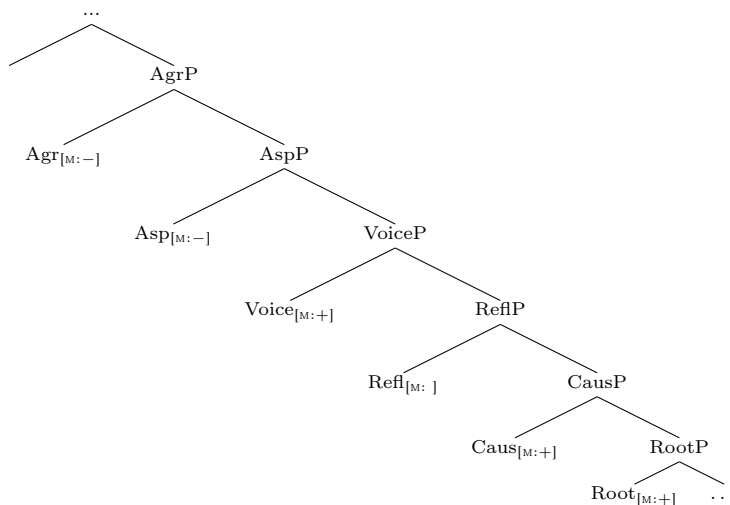 ...
AgrP
Agr[M:−] AspP
Asp[M:−] VoiceP
Voice[M:+] ReflP
Refl[M: ] CausP
Caus[M:+] RootP
Root[M:+] ..